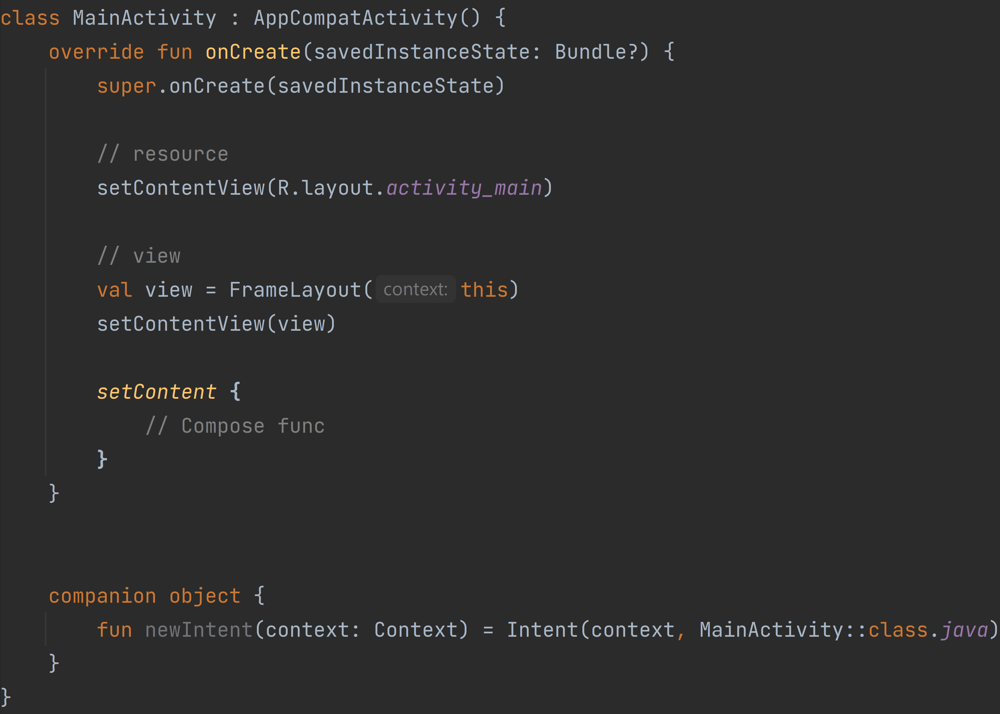 class MainActivity : AppCompatActivity() {
    override fun onCreate(savedInstanceState: Bundle?) {
        super.onCreate(savedInstanceState)

        // resource
        setContentView(R.layout.activity_main)

        // view
        val view = FrameLayout( context: this)
        setContentView(view)

        setContent {
            // Compose func
        }
    }

    companion object {
        fun newIntent(context: Context) = Intent(context, MainActivity::class.java)
    }
}